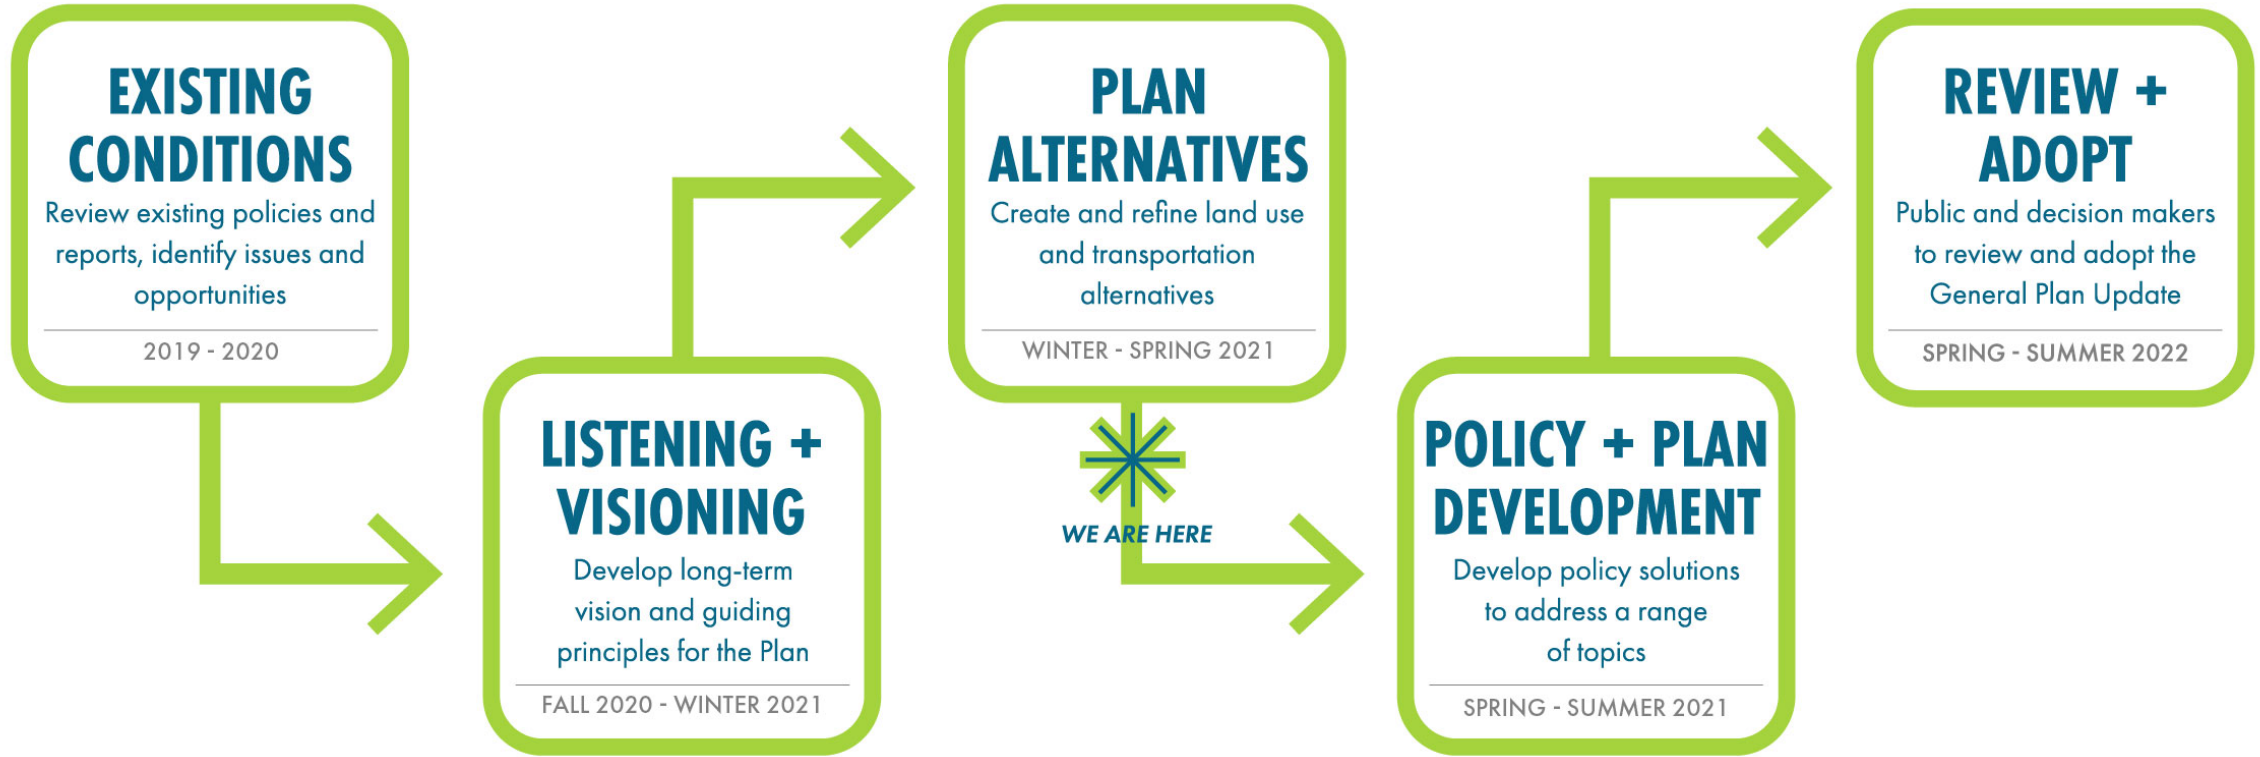 EXISTING
CONDITIONS
Review existing policies and
reports, identify issues and
opportunities
2019 - 2020
LISTENING +
VISIONING
Develop long-term
vision and guiding
principles for the Plan
FALL 2020 - WINTER 2021
PLAN
ALTERNATIVES
Create and refine land use
and transportation
alternatives
WINTER - SPRING 2021
WE ARE HERE
POLICY + PLAN
DEVELOPMENT
Develop policy solutions
to address a range
of topics
SPRING - SUMMER 2021
REVIEW +
ADOPT
Public and decision makers
to review and adopt the
General Plan Update
SPRING - SUMMER 2022